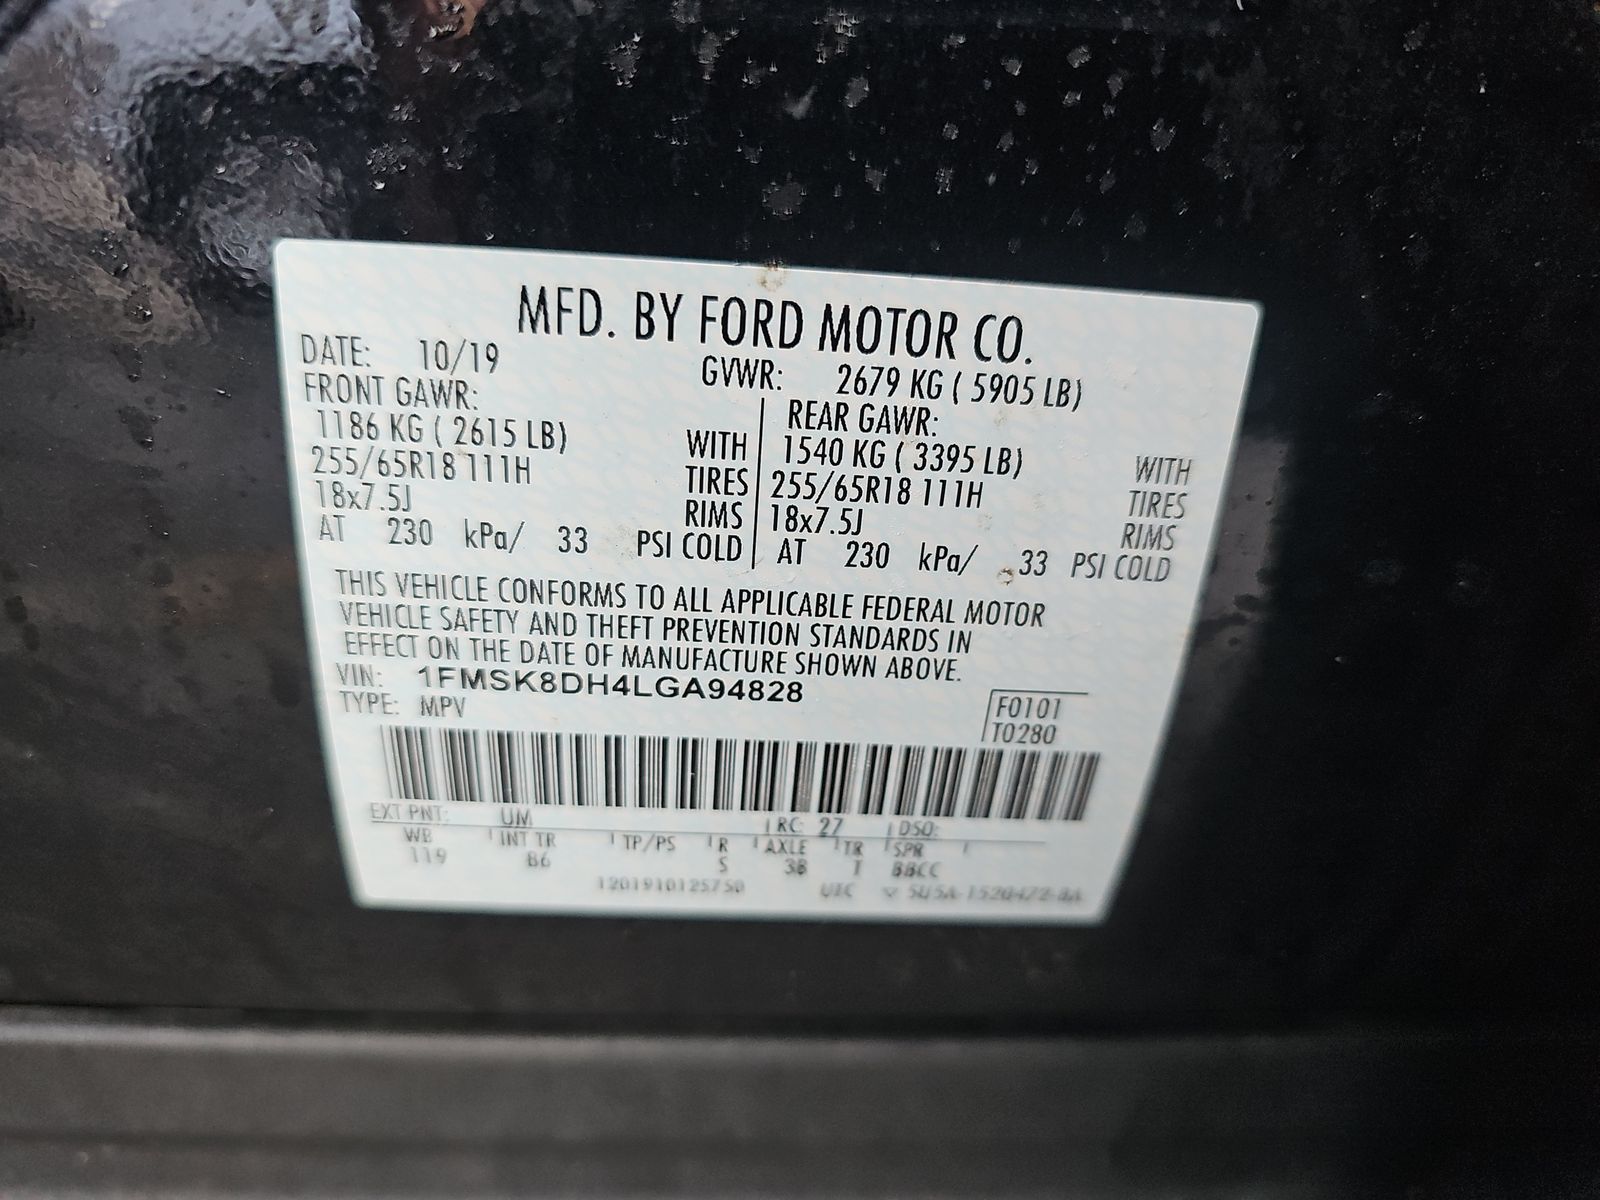 MFD. BY FORD MOTOR CO.
DATE: 10/19 GVWR: 2679 KG ( 5905 LB)
FRONT GAWR: REAR GAWR:
1186 KG ( 2615 LB) WITH 1540 KG ( 3395 LB) WITH
255/65R18 111H TIRES 255/65R18 111H TIRES
18x7.5J RIMS 18x7.5J RIMS
AT 230 kPa/ 33 PSI COLD AT 230 kPa/ 33 PSI COLD
THIS VEHICLE CONFORMS TO ALL APPLICABLE FEDERAL MOTOR
VEHICLE SAFETY AND THEFT PREVENTION STANDARDS IN
EFFECT ON THE DATE OF MANUFACTURE SHOWN ABOVE.
VIN: 1FMSK8DH4LGA94828
TYPE: MPV F0101
T0280
EXT PNT: UM RC: 27 DSO:
WB INT TR TP/PS R AXLE TR SPR
119 B6 S 3B T BBCC
1201910125750 UTC